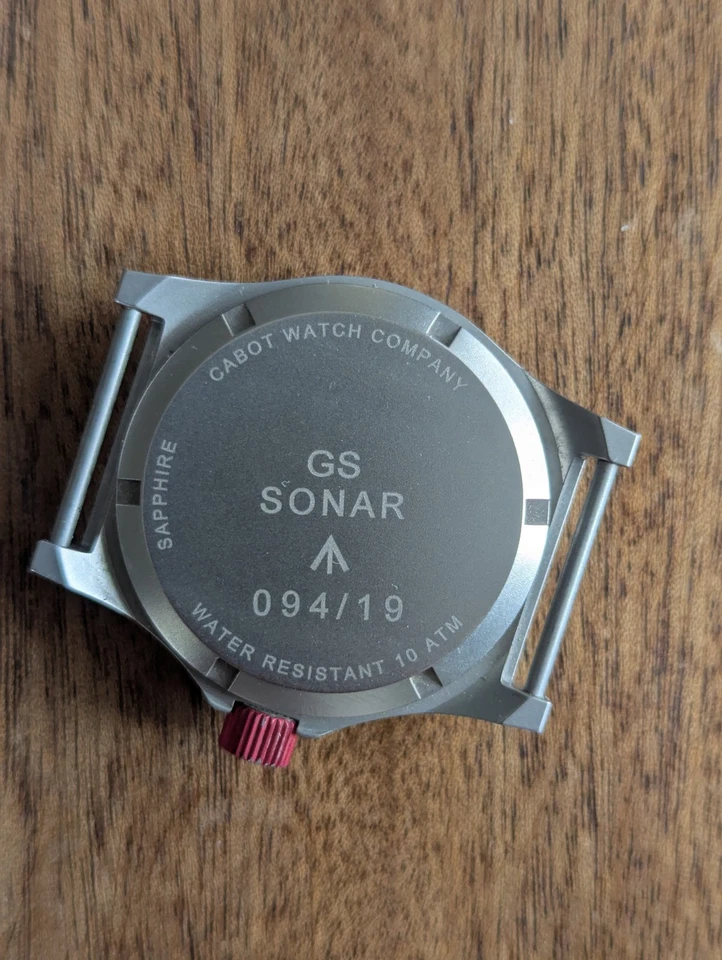 CABOT WATCH COMPANY
SAPPHIRE
GS
SONAR
094/19
WATER RESISTANT 10 ATM